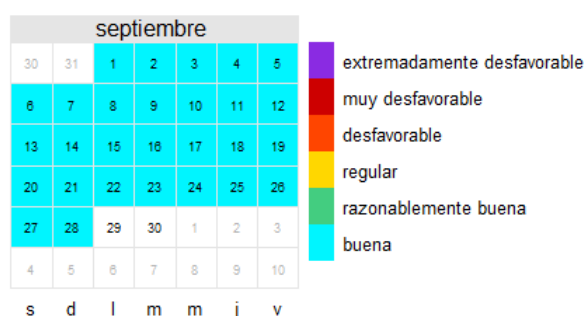 septiembre
30 31 1 2 3 4 5
6 7 8 9 10 11 12
13 14 15 16 17 18 19
20 21 22 23 24 25 26
27 28 29 30 1 2 3
4 5 6 7 8 9 10
s d l m m j v
extremadamente desfavorable
muy desfavorable
desfavorable
regular
razonablemente buena
buena